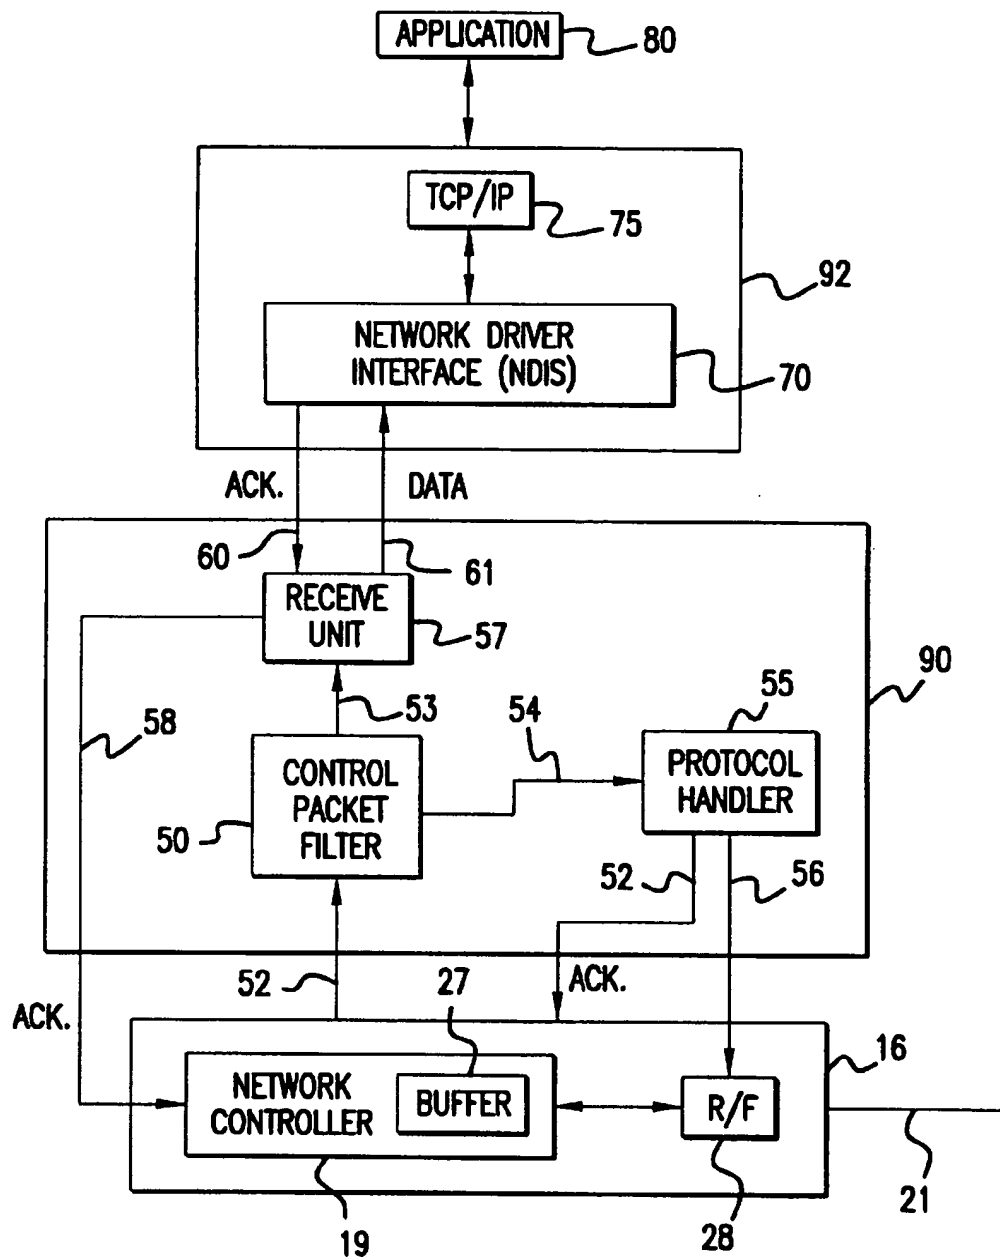 APPLICATION
80
TCP/IP
75
92
NETWORK DRIVER
INTERFACE (NDIS)
70
ACK.
DATA
60
61
RECEIVE
UNIT
57
90
58
53
54
55
CONTROL
PACKET
FILTER
PROTOCOL
HANDLER
50
52
56
52
27
ACK.
ACK.
16
NETWORK
CONTROLLER
BUFFER
R/F
21
19
28